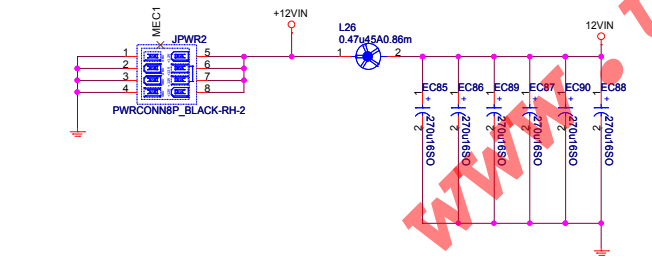 MEC1
JPWR2
1 5
2 6
3 7
4 8
PWRCONN8P_BLACK-RH-2
+12VIN
L26
0.47u45A0.86m
1 2
12VIN
EC85 EC86 EC89 EC87 EC90 EC88
1 + 1 + 1 + 1 + 1 + 1 +
2 2 2 2 2 2
270u16SO 270u16SO 270u16SO 270u16SO 270u16SO 270u16SO
www.